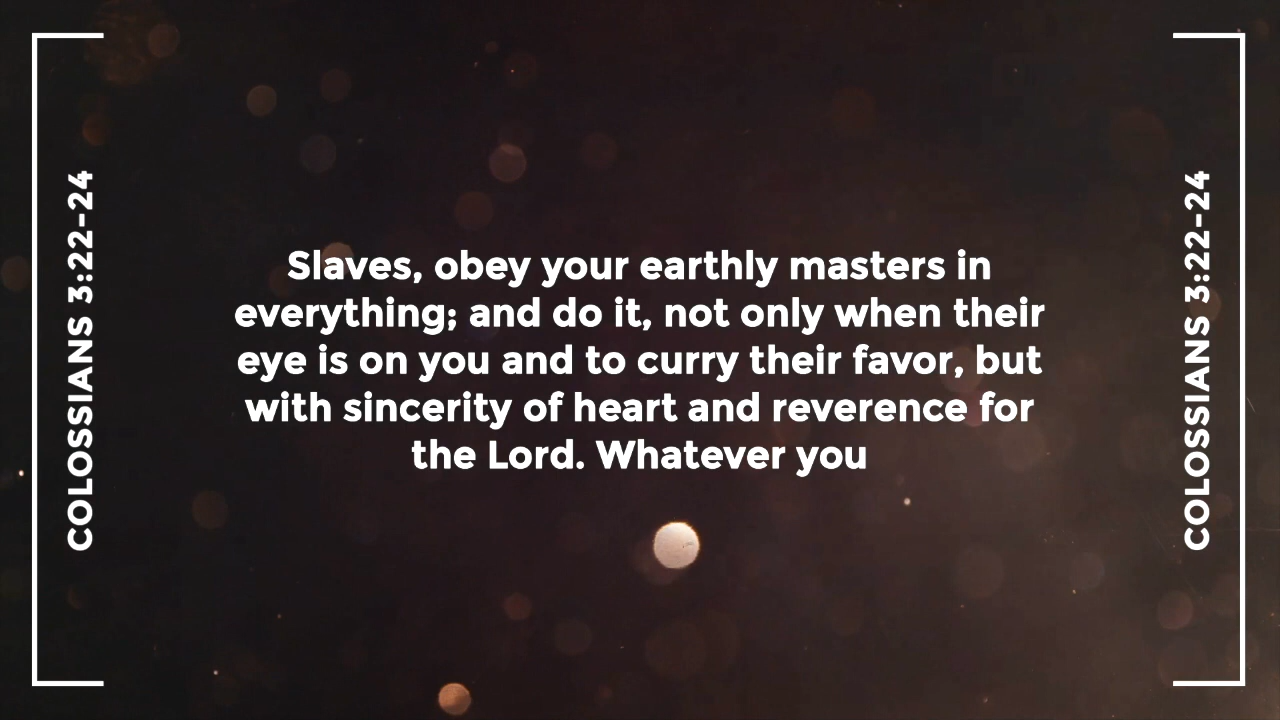 COLOSSIANS 3:22-24
Slaves, obey your earthly masters in
everything; and do it, not only when their
eye is on you and to curry their favor, but
with sincerity of heart and reverence for
the Lord. Whatever you
COLOSSIANS 3:22-24